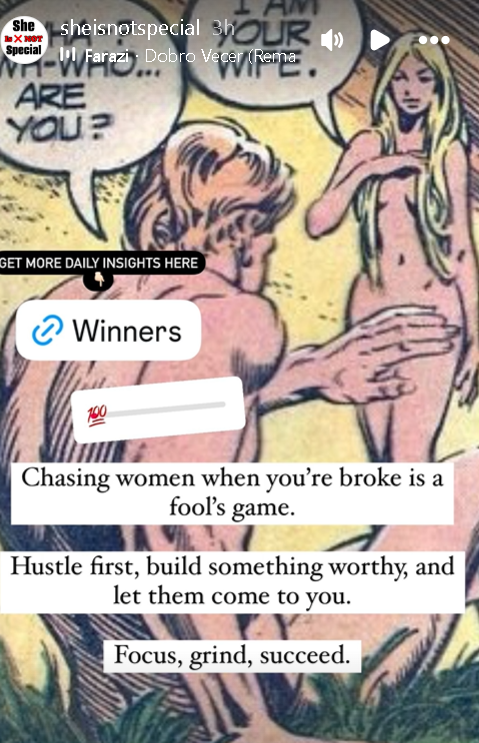 She
Is X NOT
Special
sheisnotspecial 3h
Farazi · Dobro Vecer (Rema
WA-WHO...
ARE
YOU?
I AM
YOUR
WIFE.
GET MORE DAILY INSIGHTS HERE
Winners
100
Chasing women when you’re broke is a
fool’s game.
Hustle first, build something worthy, and
let them come to you.
Focus, grind, succeed.